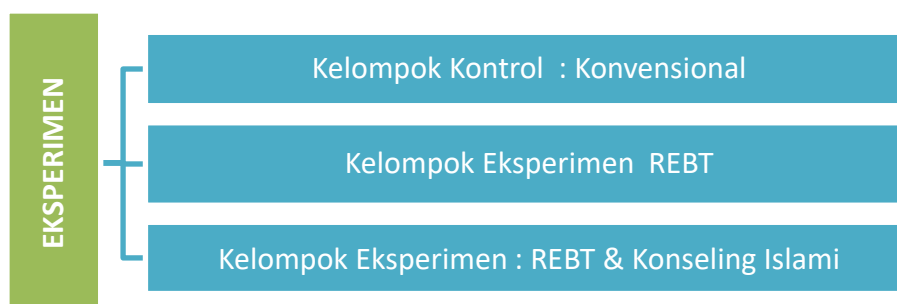 EKSPERIMEN
Kelompok Kontrol : Konvensional
Kelompok Eksperimen REBT
Kelompok Eksperimen : REBT & Konseling Islami